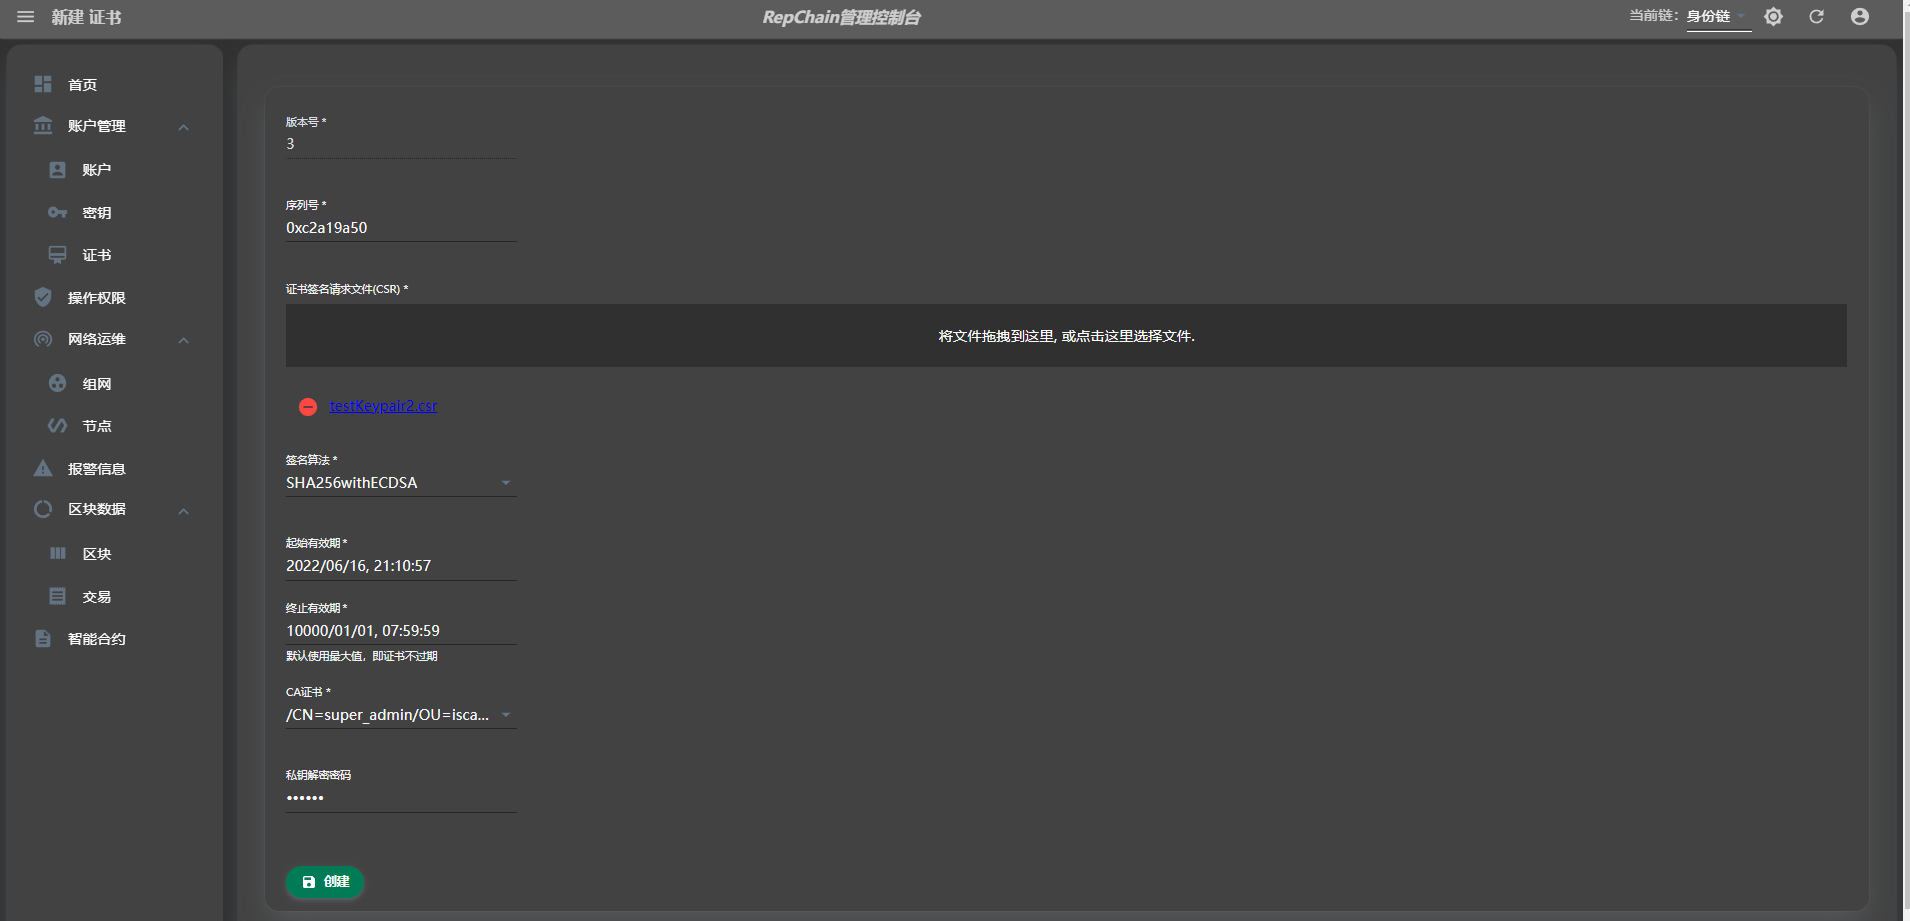 新建 证书
RepChain管理控制台
当前链: 身份链
首页
账户管理
账户
密钥
证书
操作权限
网络运维
组网
节点
报警信息
区块数据
区块
交易
智能合约
版本号 *
3
序列号 *
0xc2a19a50
证书签名请求文件(CSR) *
将文件拖拽到这里, 或点击这里选择文件.
testKeypair2.csr
签名算法 *
SHA256withECDSA
起始有效期 *
2022/06/16, 21:10:57
终止有效期 *
10000/01/01, 07:59:59
默认使用最大值，即证书不过期
CA证书 *
/CN=super_admin/OU=isca...
私钥解密密码
••••••
创建